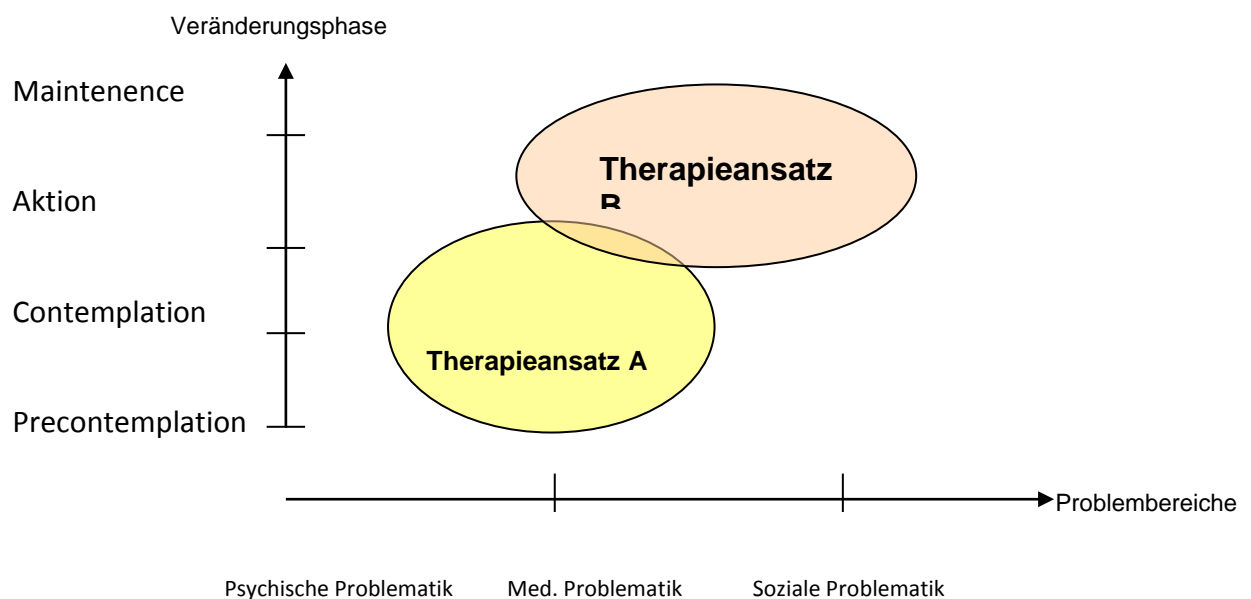 Veränderungsphase
Maintenence
Therapieansatz
B
Aktion
Contemplation
Therapieansatz A
Precontemplation
Problembereiche
Psychische Problematik Med. Problematik Soziale Problematik